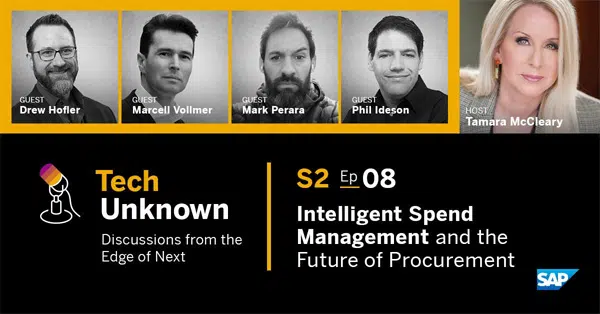 GUEST
Drew Hofler
GUEST
Marcell Vollmer
GUEST
Mark Perara
GUEST
Phil Ideson
HOST
Tamara McCleary
Tech
Unknown
Discussions from the
Edge of Next
S2 Ep 08
Intelligent Spend
Management and the
Future of Procurement
SAP